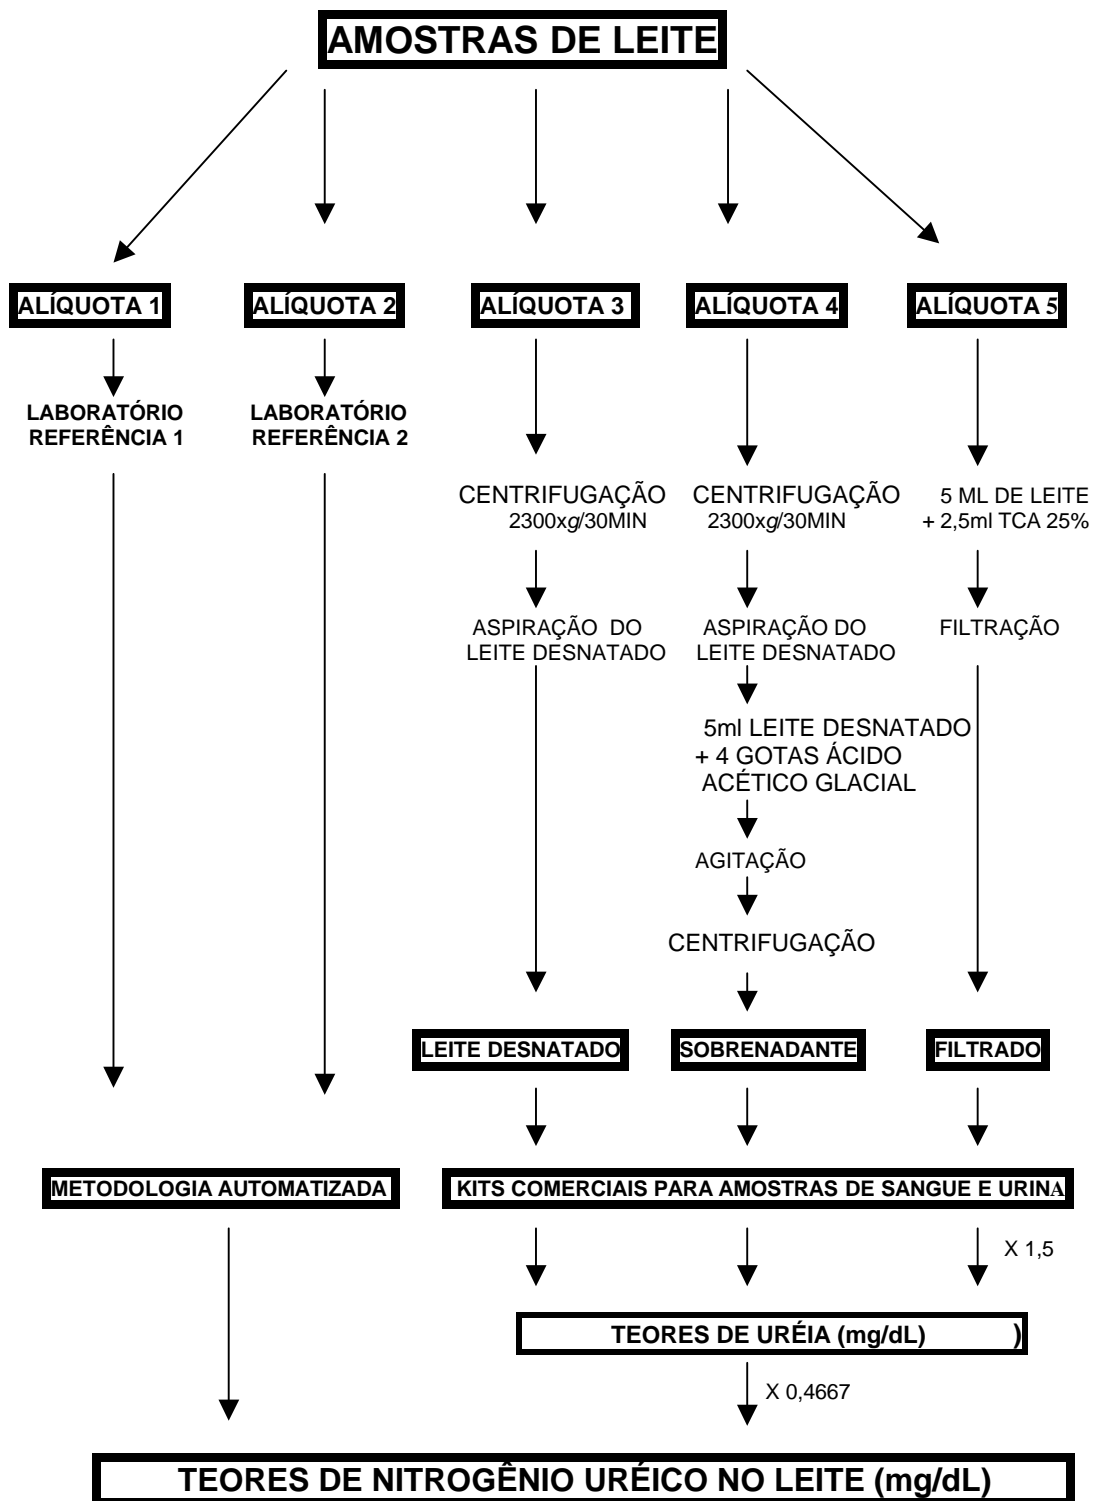 AMOSTRAS DE LEITE
ALÍQUOTA 1
ALÍQUOTA 2
ALÍQUOTA 3
ALÍQUOTA 4
ALÍQUOTA 5
LABORATÓRIO
REFERÊNCIA 1
LABORATÓRIO
REFERÊNCIA 2
CENTRIFUGAÇÃO
2300xg/30MIN
CENTRIFUGAÇÃO
2300xg/30MIN
5 ML DE LEITE
+ 2,5ml TCA 25%
ASPIRAÇÃO DO
LEITE DESNATADO
ASPIRAÇÃO DO
LEITE DESNATADO
FILTRAÇÃO
5ml LEITE DESNATADO
+ 4 GOTAS ÁCIDO
ACÉTICO GLACIAL
AGITAÇÃO
CENTRIFUGAÇÃO
LEITE DESNATADO
SOBRENADANTE
FILTRADO
METODOLOGIA AUTOMATIZADA
KITS COMERCIAIS PARA AMOSTRAS DE SANGUE E URINA
X 1,5
TEORES DE URÉIA (mg/dL) )
X 0,4667
TEORES DE NITROGÊNIO URÉICO NO LEITE (mg/dL)